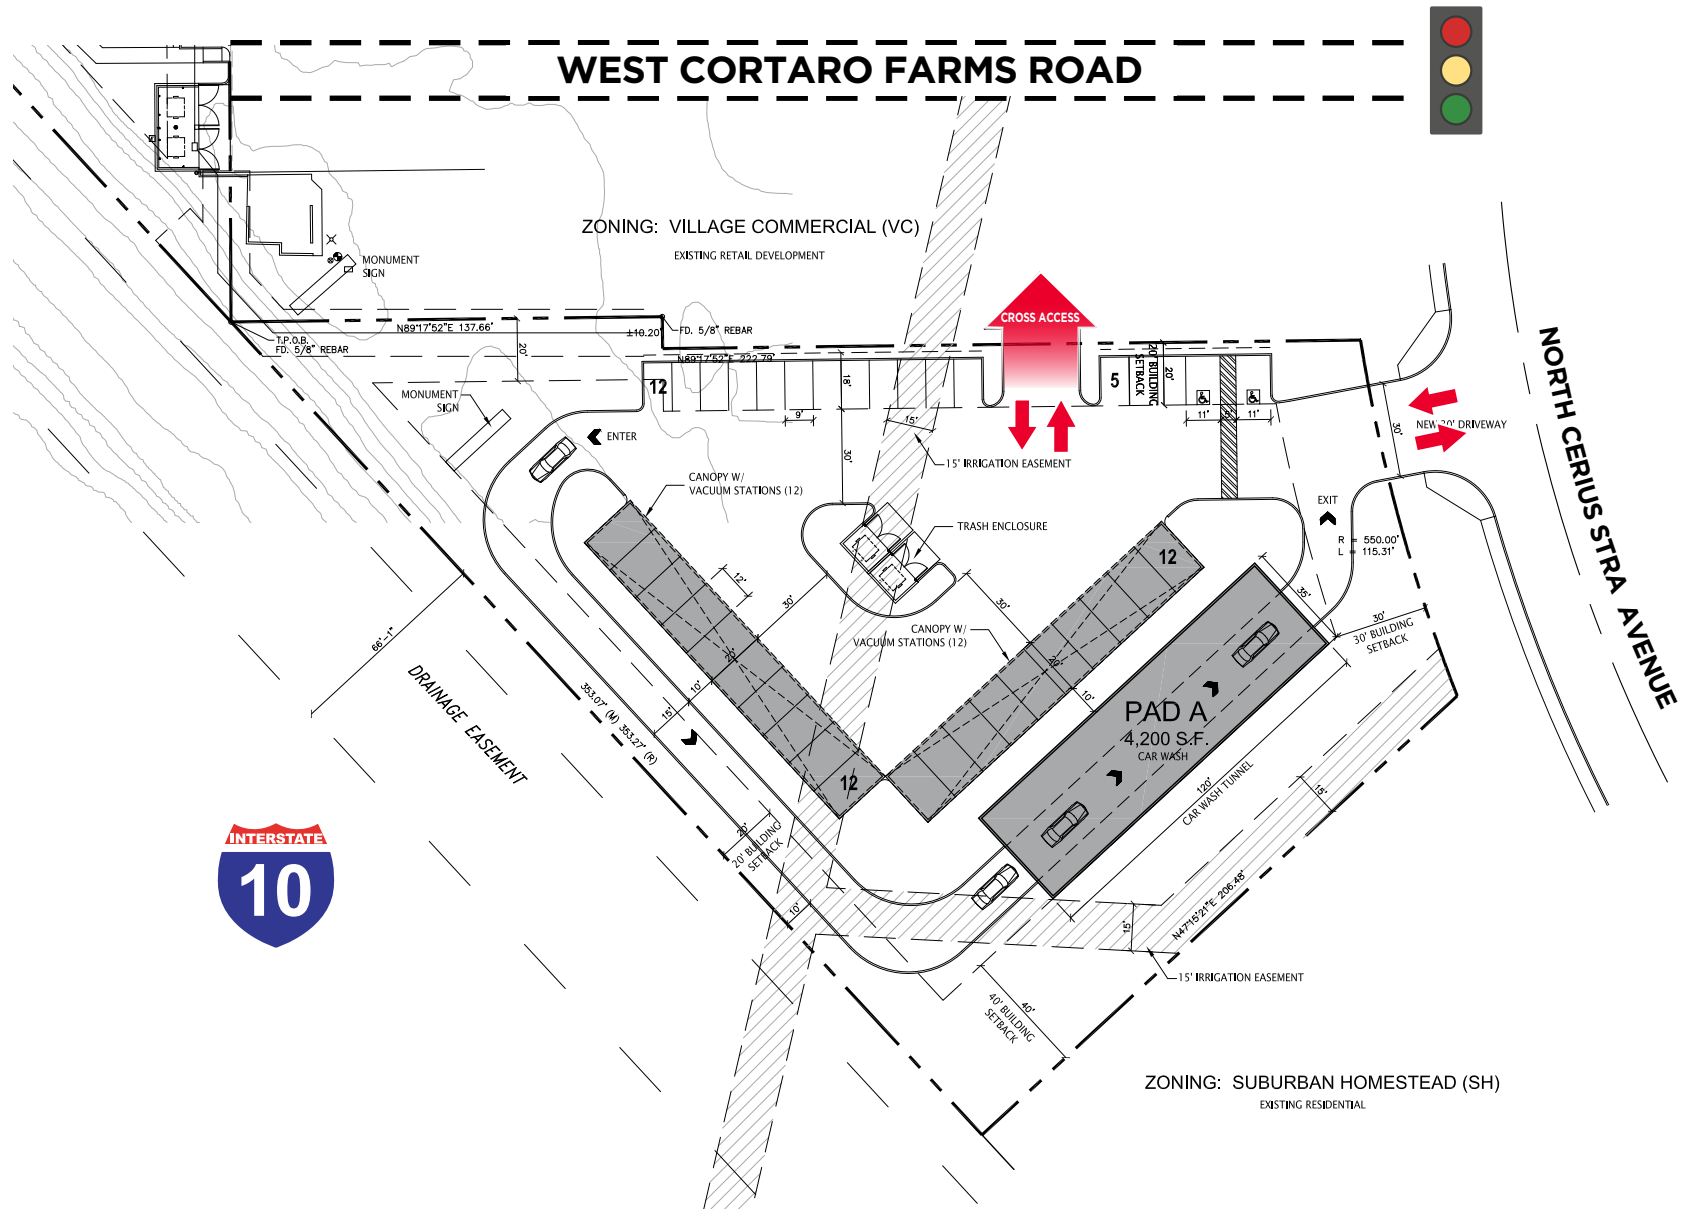 WEST CORTARO FARMS ROAD
ZONING: VILLAGE COMMERCIAL (VC)
EXISTING RETAIL DEVELOPMENT
MONUMENT
SIGN
N89°17'52"E 137.66'
±10.20'
FD. 5/8" REBAR
T.P.O.B.
FD. 5/8" REBAR
20'
N89°17'52"E 222.79'
CROSS ACCESS
12
18'
5
20' BUILDING
SETBACK
20'
MONUMENT
SIGN
9'
15'
11'
5'
11'
30'
NEW 30' DRIVEWAY
NORTH CERIUS STRA AVENUE
ENTER
30'
15' IRRIGATION EASEMENT
CANOPY W/
VACUUM STATIONS (12)
EXIT
TRASH ENCLOSURE
R = 550.00'
L = 115.31'
12
12'
30'
30'
35'
30'
30' BUILDING
SETBACK
CANOPY W/
VACUUM STATIONS (12)
66'-1"
DRAINAGE EASEMENT
20'
20'
10'
10'
15'
353.07' (M) 353.27' (R)
PAD A
4,200 S.F.
CAR WASH
12
120'
CAR WASH TUNNEL
15'
20'
20' BUILDING
SETBACK
INTERSTATE
10
10'
15'
N47°15'21"E 206.48'
15' IRRIGATION EASEMENT
40'
40' BUILDING
SETBACK
ZONING: SUBURBAN HOMESTEAD (SH)
EXISTING RESIDENTIAL